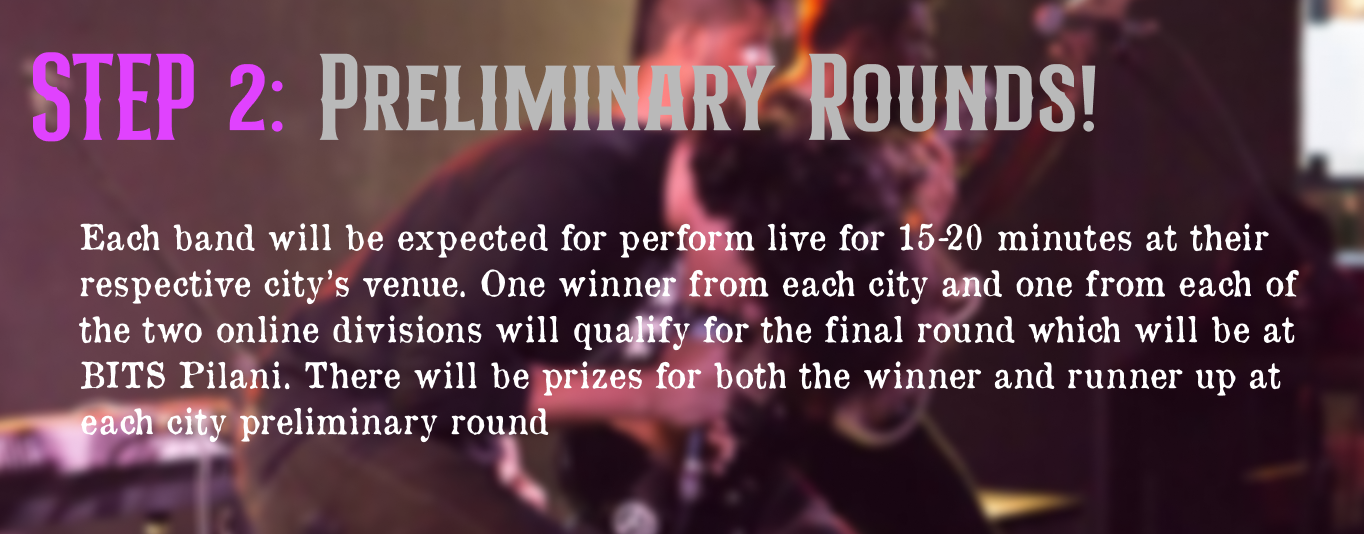 STEP 2: Preliminary Rounds!
Each band will be expected for perform live for 15-20 minutes at their
respective city's venue. One winner from each city and one from each of
the two online divisions will qualify for the final round which will be at
BITS Pilani. There will be prizes for both the winner and runner up at
each city preliminary round